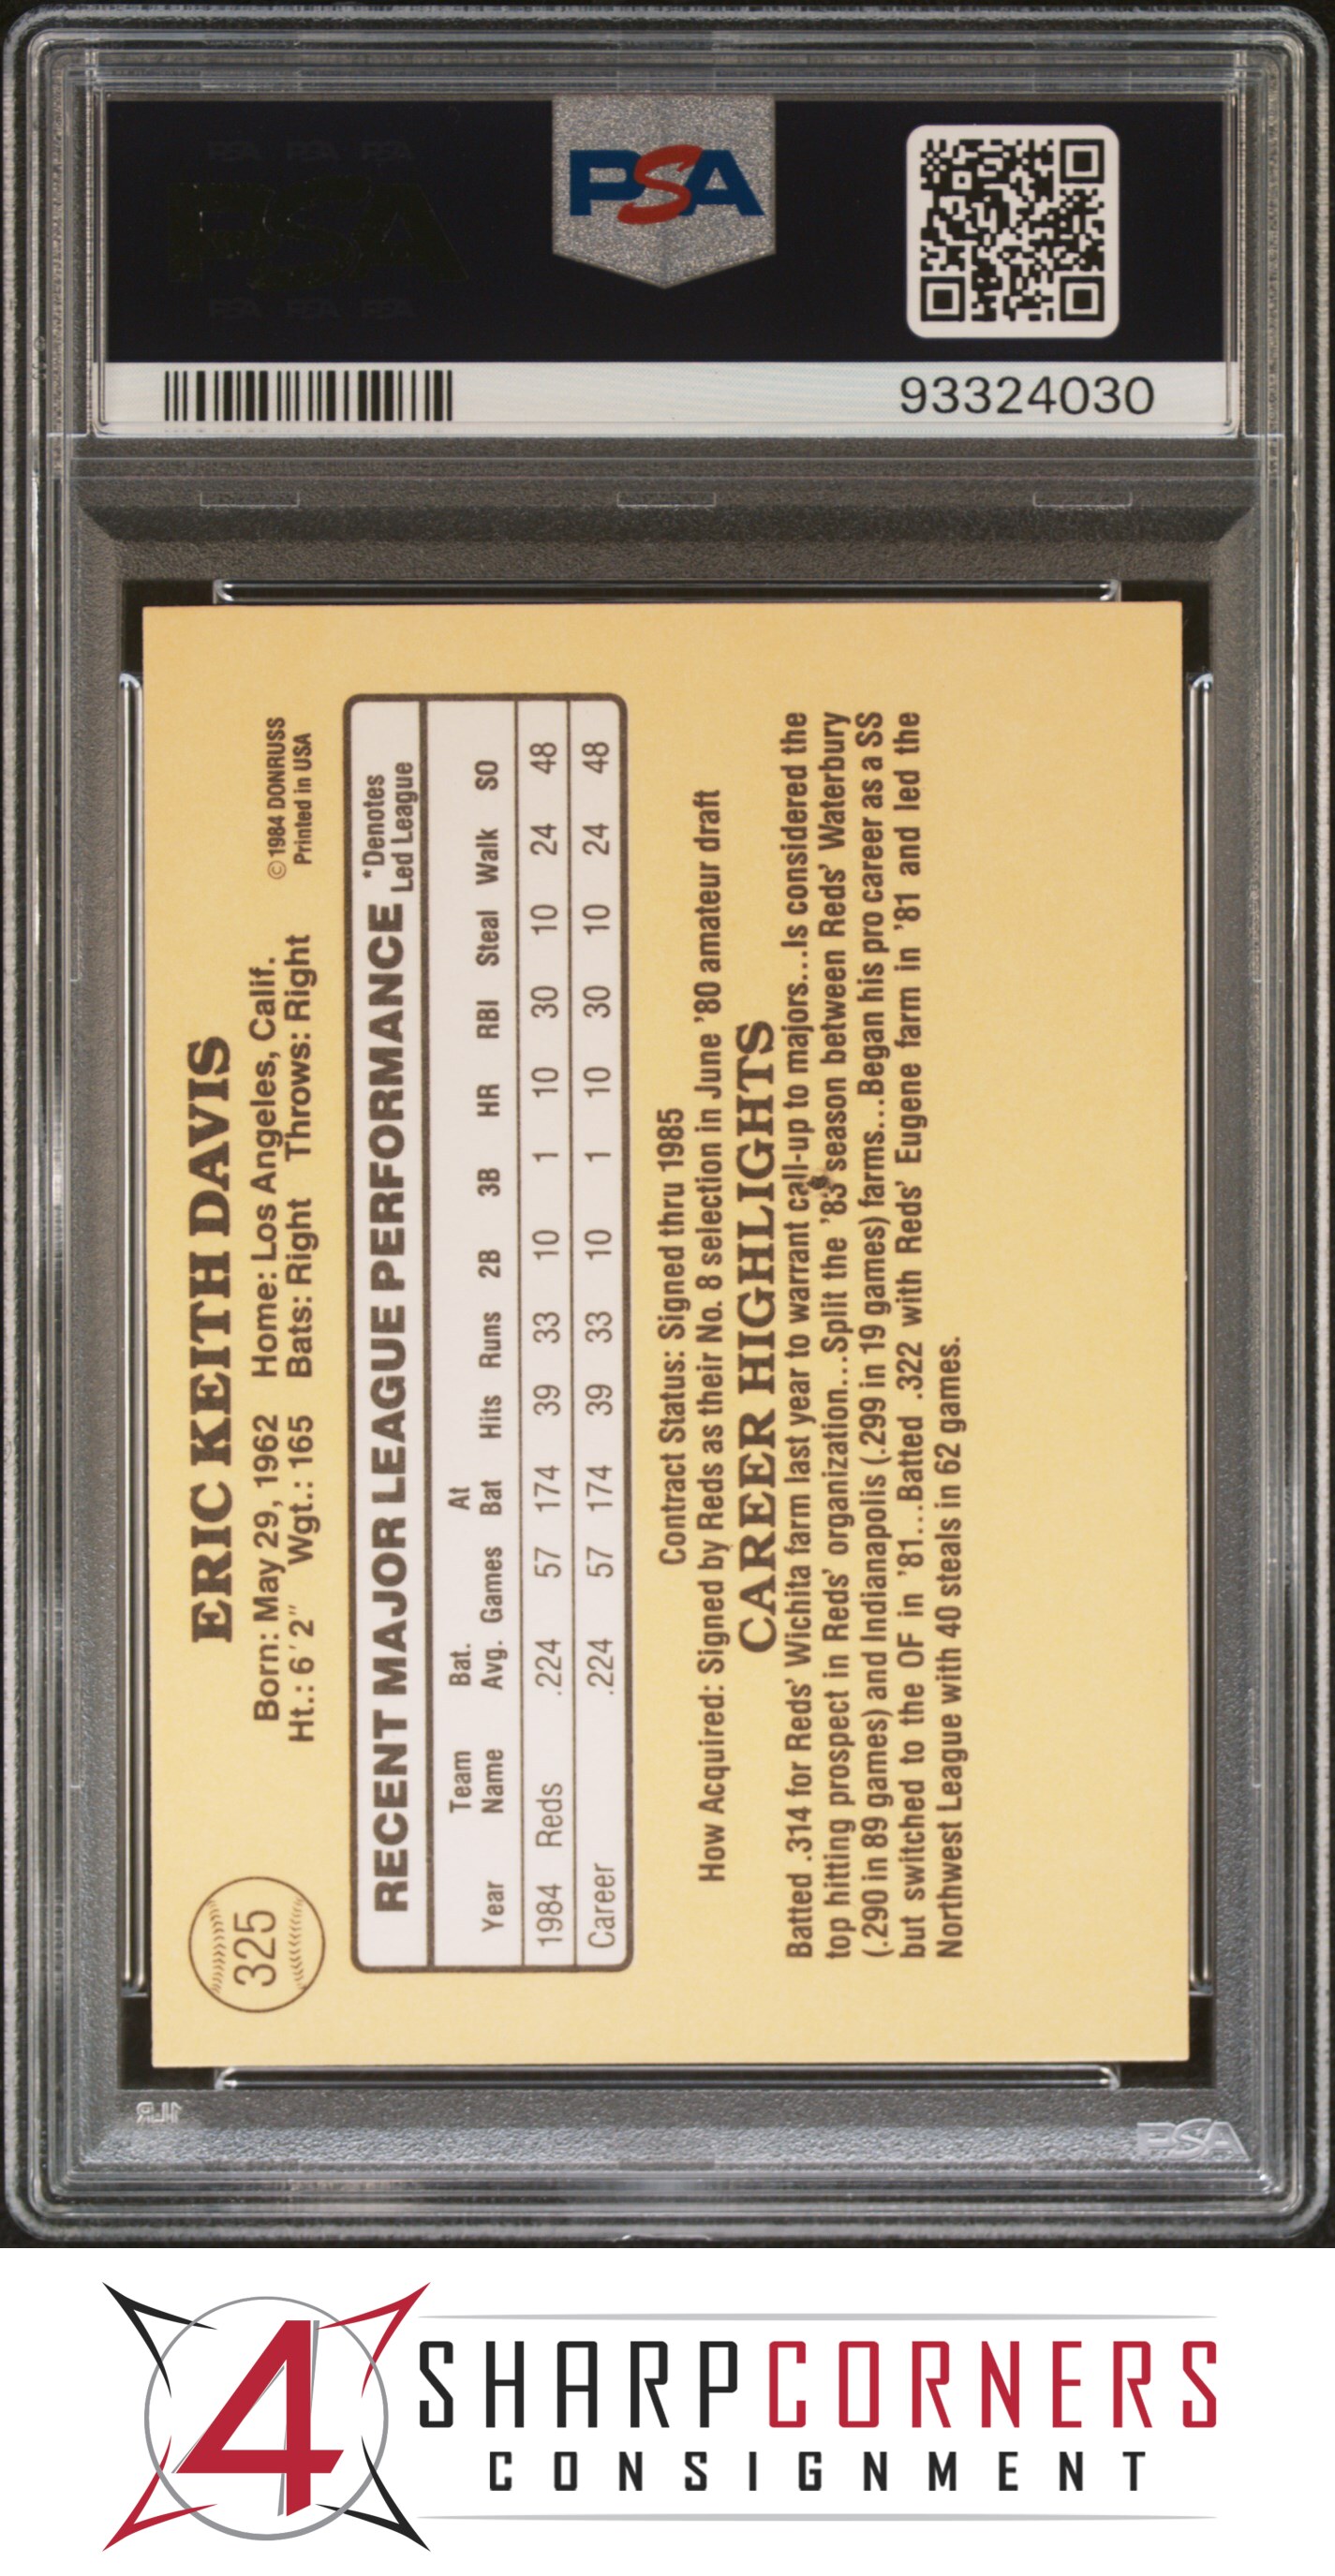 PSA PSA PSA
PSA
PSA PSA PSA
PSA
93324030
325
ERIC KEITH DAVIS
Born: May 29, 1962 Home: Los Angeles, Calif.
Ht.: 6'2" Wgt.: 165 Bats: Right Throws: Right
© 1984 DONRUSS
Printed in USA
RECENT MAJOR LEAGUE PERFORMANCE *Denotes Led League
Year Team Name Bat. Avg. Games At Bat Hits Runs 2B 3B HR RBI Steal Walk SO
1984 Reds .224 57 174 39 33 10 1 10 30 10 24 48
Career .224 57 174 39 33 10 1 10 30 10 24 48
Contract Status: Signed thru 1985
How Acquired: Signed by Reds as their No. 8 selection in June '80 amateur draft
CAREER HIGHLIGHTS
Batted .314 for Reds' Wichita farm last year to warrant call-up to majors...Is considered the
top hitting prospect in Reds' organization...Split the '83 season between Reds' Waterbury
(.290 in 89 games) and Indianapolis (.299 in 19 games) farms...Began his pro career as a SS
but switched to the OF in '81...Batted .322 with Reds' Eugene farm in '81 and led the
Northwest League with 40 steals in 62 games.
PSA
4
SHARPCORNERS
CONSIGNMENT